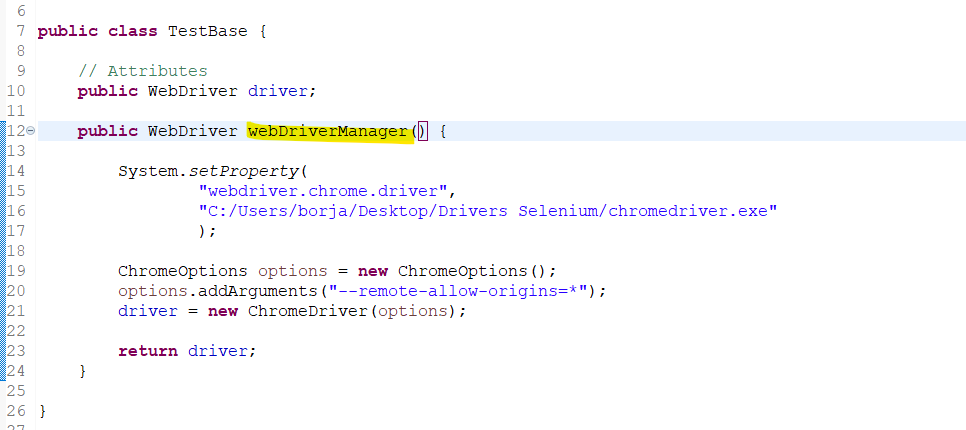 6
7 public class TestBase {
8
9 // Attributes
10 public WebDriver driver;
11
12 public WebDriver webDriverManager() {
13
14 System.setProperty(
15 "webdriver.chrome.driver",
16 "C:/Users/borja/Desktop/Drivers Selenium/chromedriver.exe"
17 );
18
19 ChromeOptions options = new ChromeOptions();
20 options.addArguments("--remote-allow-origins=*");
21 driver = new ChromeDriver(options);
22
23 return driver;
24 }
25
26 }
27